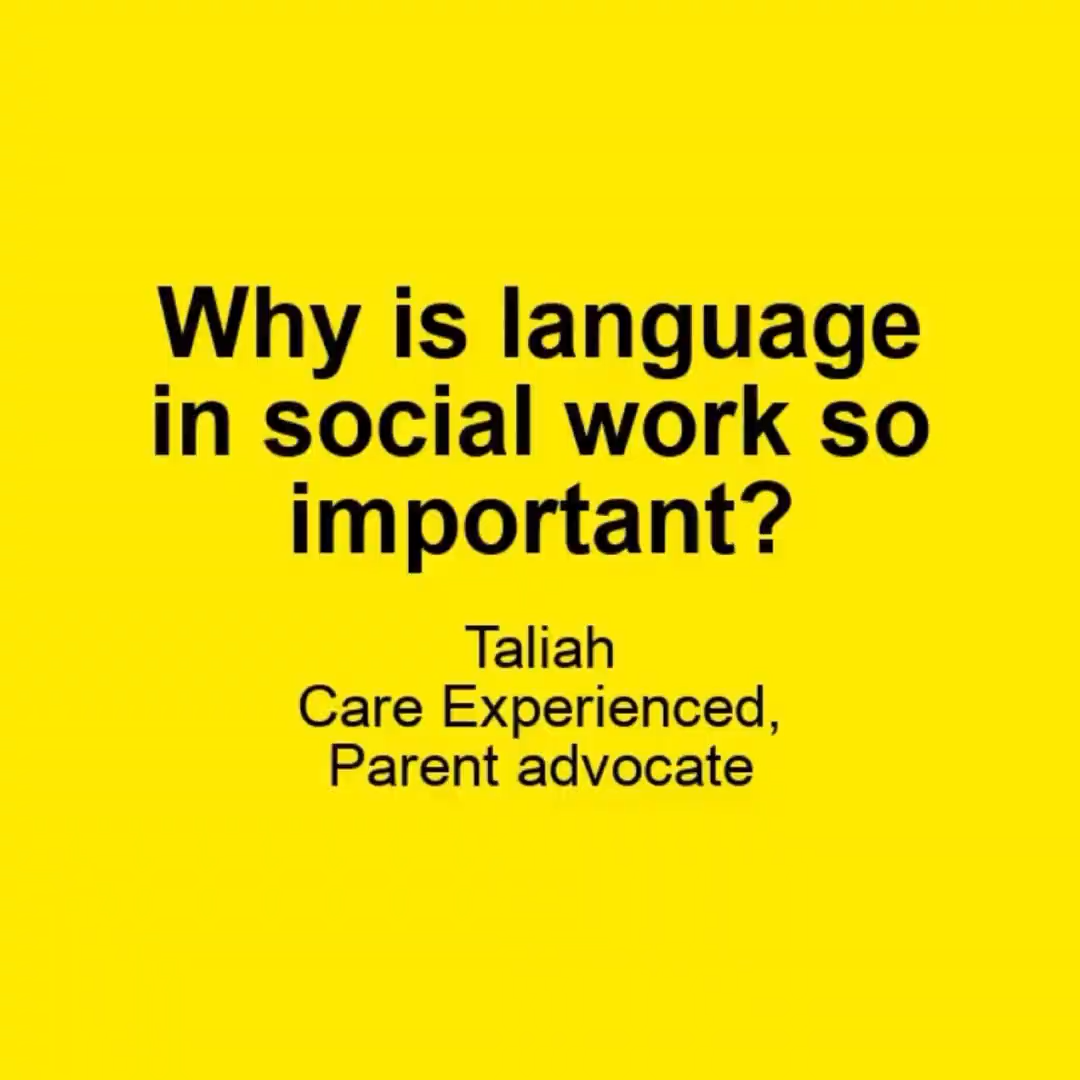 Why is language
in social work so
important?
Taliah
Care Experienced,
Parent advocate